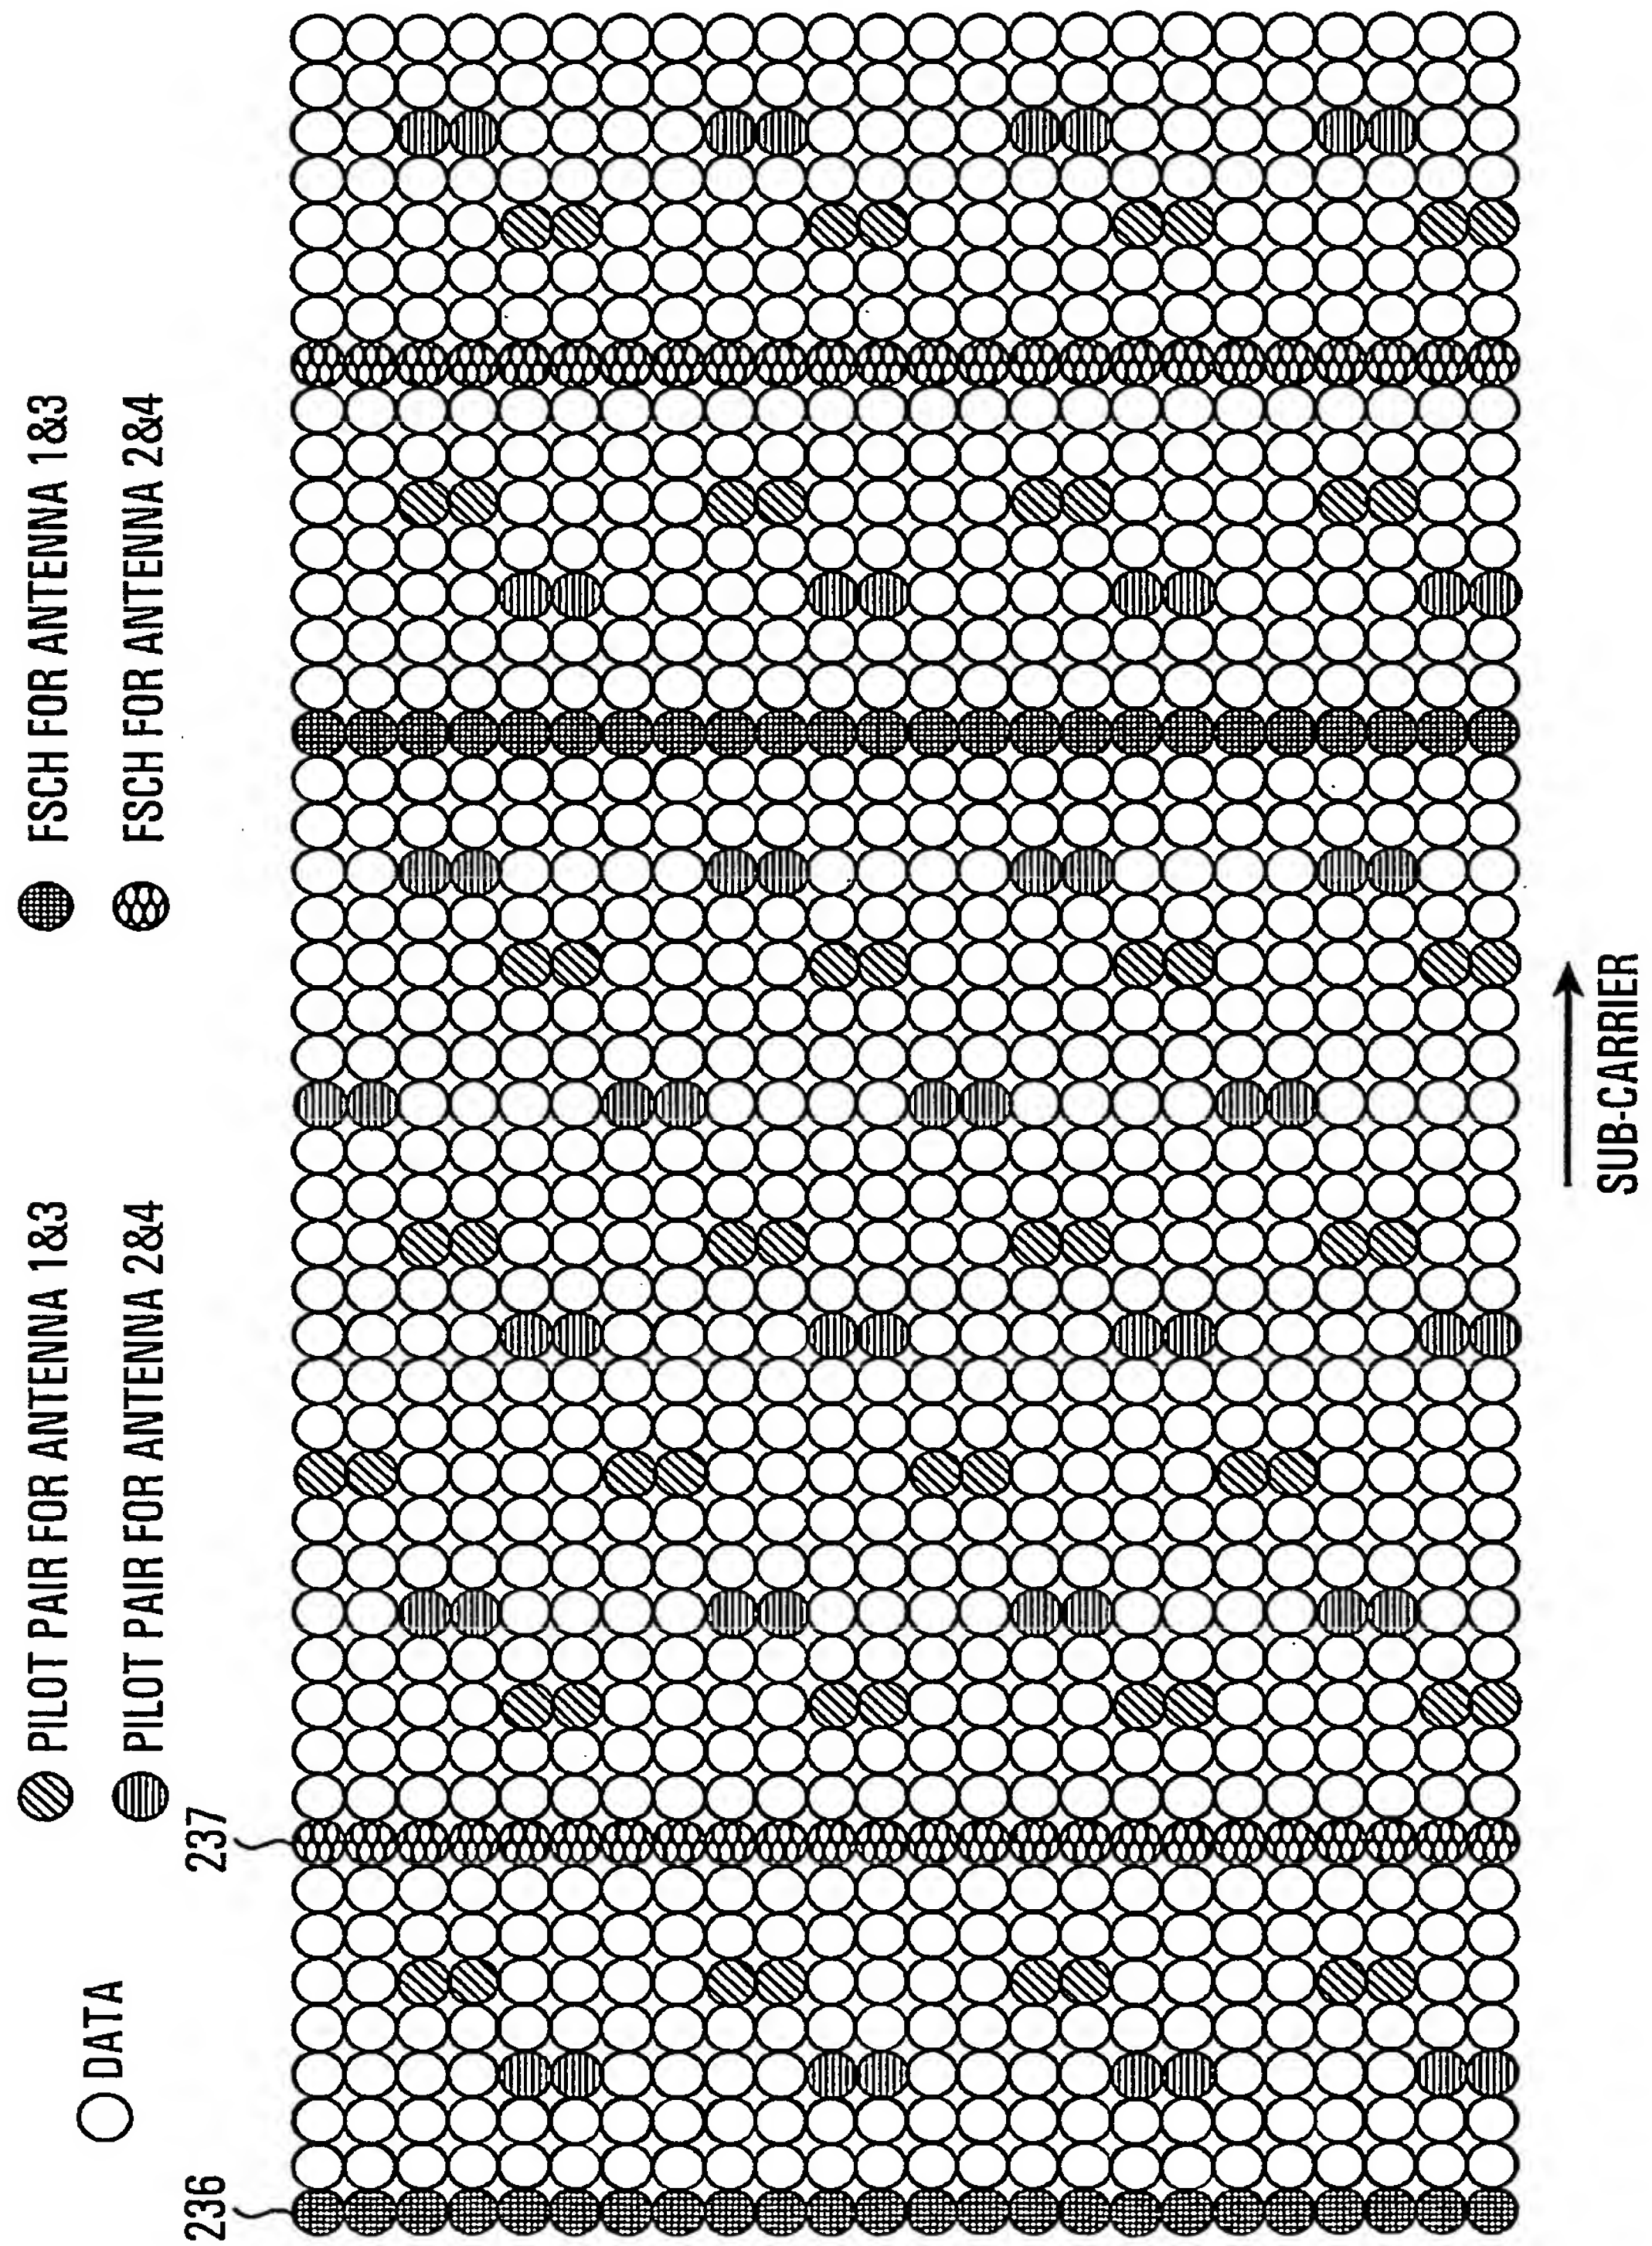 DATA
PILOT PAIR FOR ANTENNA 1&3
PILOT PAIR FOR ANTENNA 2&4
FSCH FOR ANTENNA 1&3
FSCH FOR ANTENNA 2&4
236
237
SUB-CARRIER